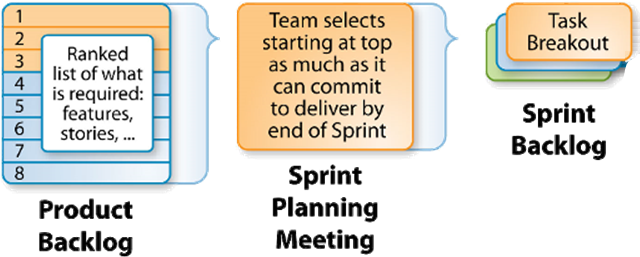 1
2
3
4
5
6
7
8
Ranked
list of what
is required:
features,
stories, ...
Product
Backlog
Team selects
starting at top
as much as it
can commit
to deliver by
end of Sprint
Sprint
Planning
Meeting
Task
Breakout
Sprint
Backlog